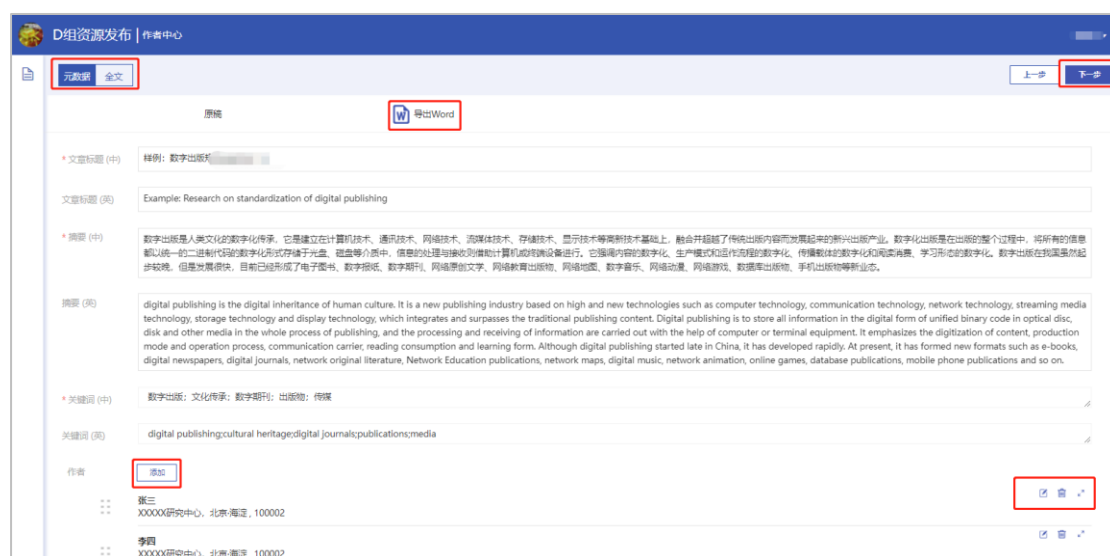 D组资源发布 | 作者中心
元数据 全文
上一步 下一步
原稿
导出Word
* 文章标题 (中)
样例：数字出版
文章标题 (英)
Example: Research on standardization of digital publishing
* 摘要 (中)
数字出版是人类文化的数字化传承，它是建立在计算机技术、通讯技术、网络技术、流媒体技术、存储技术、显示技术等高新技术基础上，融合并超越了传统出版内容而发展起来的新兴出版产业。数字化出版是在出版的整个过程中，将所有的信息
都以统一的二进制代码的数字化形式存储于光盘、磁盘等介质中，信息的处理与接收则借助计算机或终端设备进行。它强调内容的数字化、生产模式和运作流程的数字化、传播载体的数字化和阅读消费、学习形态的数字化。数字出版在我国虽然起
步较晚，但是发展很快，目前已经形成了电子图书、数字报纸、数字期刊、网络原创文学、网络教育出版物、网络地图、数字音乐、网络动漫、网络游戏、数据库出版物、手机出版物等新业态。
摘要 (英)
digital publishing is the digital inheritance of human culture. It is a new publishing industry based on high and new technologies such as computer technology, communication technology, network technology, streaming media
technology, storage technology and display technology, which integrates and surpasses the traditional publishing content. Digital publishing is to store all information in the digital form of unified binary code in optical disc,
disk and other media in the whole process of publishing, and the processing and receiving of information are carried out with the help of computer or terminal equipment. It emphasizes the digitization of content, production
mode and operation process, communication carrier, reading consumption and learning form. Although digital publishing started late in China, it has developed rapidly. At present, it has formed new formats such as e-books,
digital newspapers, digital journals, network original literature, Network Education publications, network maps, digital music, network animation, online games, database publications, mobile phone publications and so on.
* 关键词 (中)
数字出版；文化传承；数字期刊；出版物；传媒
关键词 (英)
digital publishing;cultural heritage;digital journals;publications;media
作者
添加
张三
XXXXX研究中心，北京·海淀 , 100002
李四
XXXXX研究中心，北京·海淀 , 100002